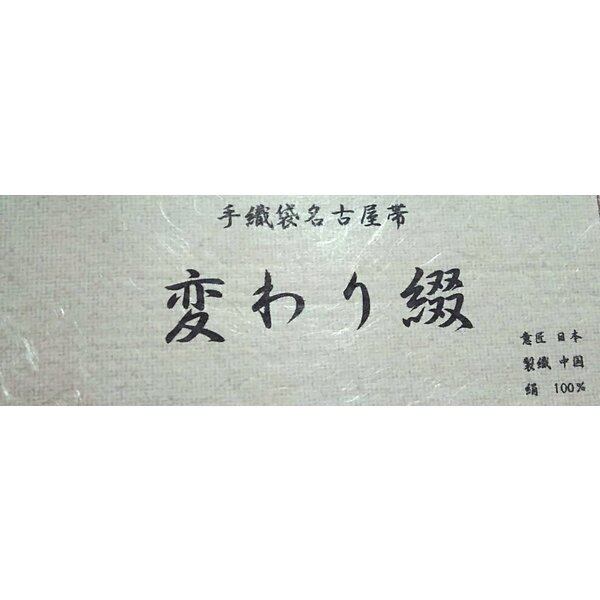 手織袋名古屋帯
変わり綴
意匠 日本
製織 中国
絹 100%